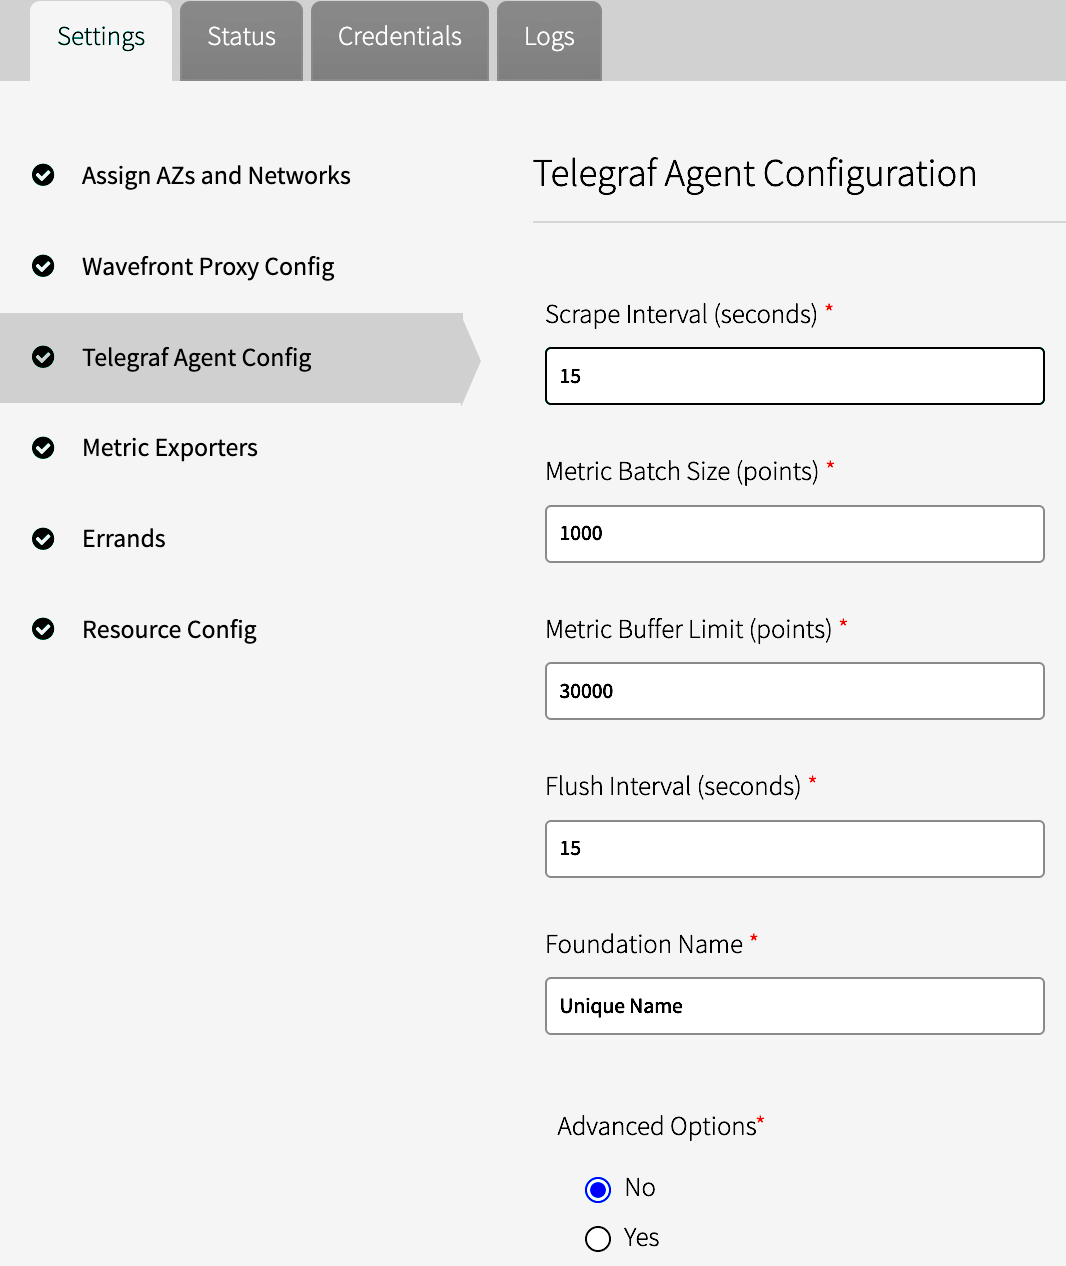 Settings
Status
Credentials
Logs
Assign AZs and Networks
Wavefront Proxy Config
Telegraf Agent Config
Metric Exporters
Errands
Resource Config
Telegraf Agent Configuration
Scrape Interval (seconds) *
15
Metric Batch Size (points) *
1000
Metric Buffer Limit (points) *
30000
Flush Interval (seconds) *
15
Foundation Name *
Unique Name
Advanced Options*
No
Yes